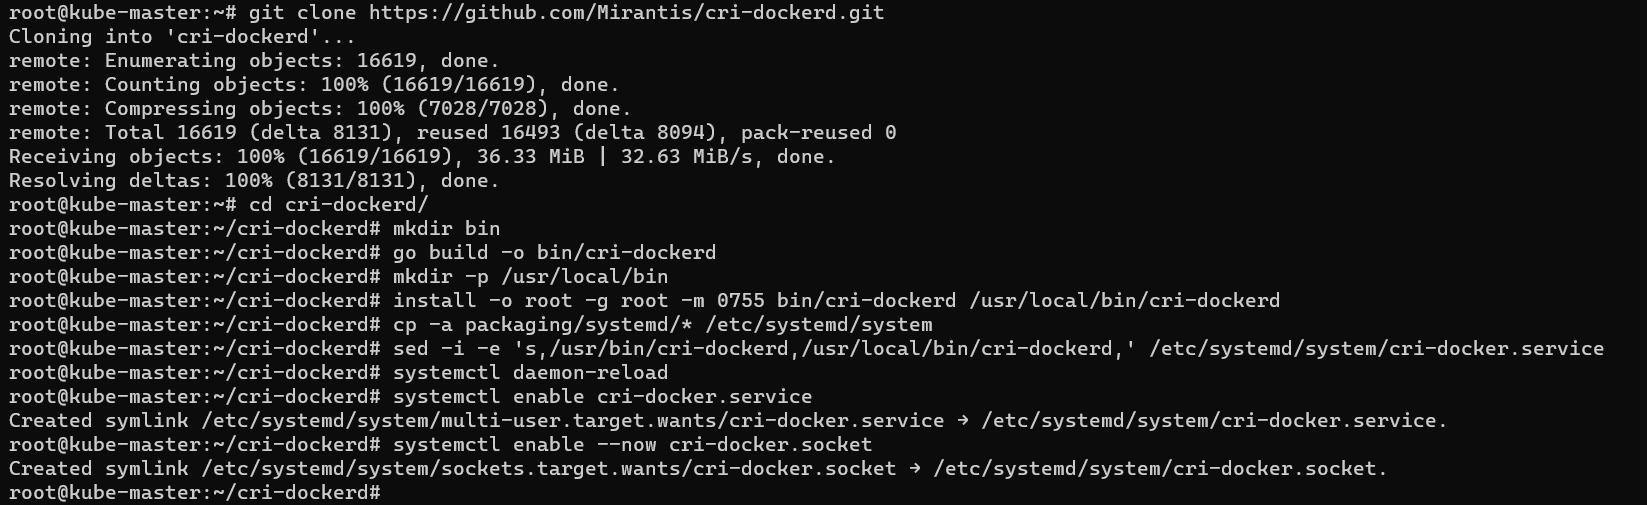 root@kube-master:~# git clone https://github.com/Mirantis/cri-dockerd.git
Cloning into 'cri-dockerd'...
remote: Enumerating objects: 16619, done.
remote: Counting objects: 100% (16619/16619), done.
remote: Compressing objects: 100% (7028/7028), done.
remote: Total 16619 (delta 8131), reused 16493 (delta 8094), pack-reused 0
Receiving objects: 100% (16619/16619), 36.33 MiB | 32.63 MiB/s, done.
Resolving deltas: 100% (8131/8131), done.
root@kube-master:~# cd cri-dockerd/
root@kube-master:~/cri-dockerd# mkdir bin
root@kube-master:~/cri-dockerd# go build -o bin/cri-dockerd
root@kube-master:~/cri-dockerd# mkdir -p /usr/local/bin
root@kube-master:~/cri-dockerd# install -o root -g root -m 0755 bin/cri-dockerd /usr/local/bin/cri-dockerd
root@kube-master:~/cri-dockerd# cp -a packaging/systemd/* /etc/systemd/system
root@kube-master:~/cri-dockerd# sed -i -e 's,/usr/bin/cri-dockerd,/usr/local/bin/cri-dockerd,' /etc/systemd/system/cri-docker.service
root@kube-master:~/cri-dockerd# systemctl daemon-reload
root@kube-master:~/cri-dockerd# systemctl enable cri-docker.service
Created symlink /etc/systemd/system/multi-user.target.wants/cri-docker.service → /etc/systemd/system/cri-docker.service.
root@kube-master:~/cri-dockerd# systemctl enable --now cri-docker.socket
Created symlink /etc/systemd/system/sockets.target.wants/cri-docker.socket → /etc/systemd/system/cri-docker.socket.
root@kube-master:~/cri-dockerd#